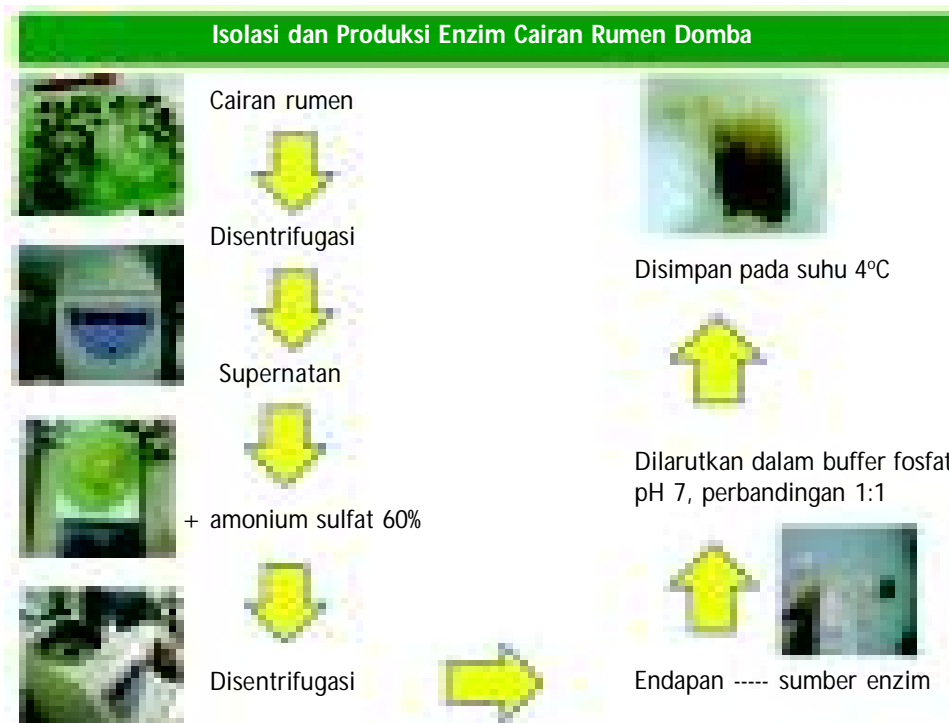 Isolasi dan Produksi Enzim Cairan Rumen Domba
Cairan rumen
Disentrifugasi
Supernatan
+ amonium sulfat 60%
Disentrifugasi
Endapan ----- sumber enzim
Dilarutkan dalam buffer fosfat
pH 7, perbandingan 1:1
Disimpan pada suhu 4ºC